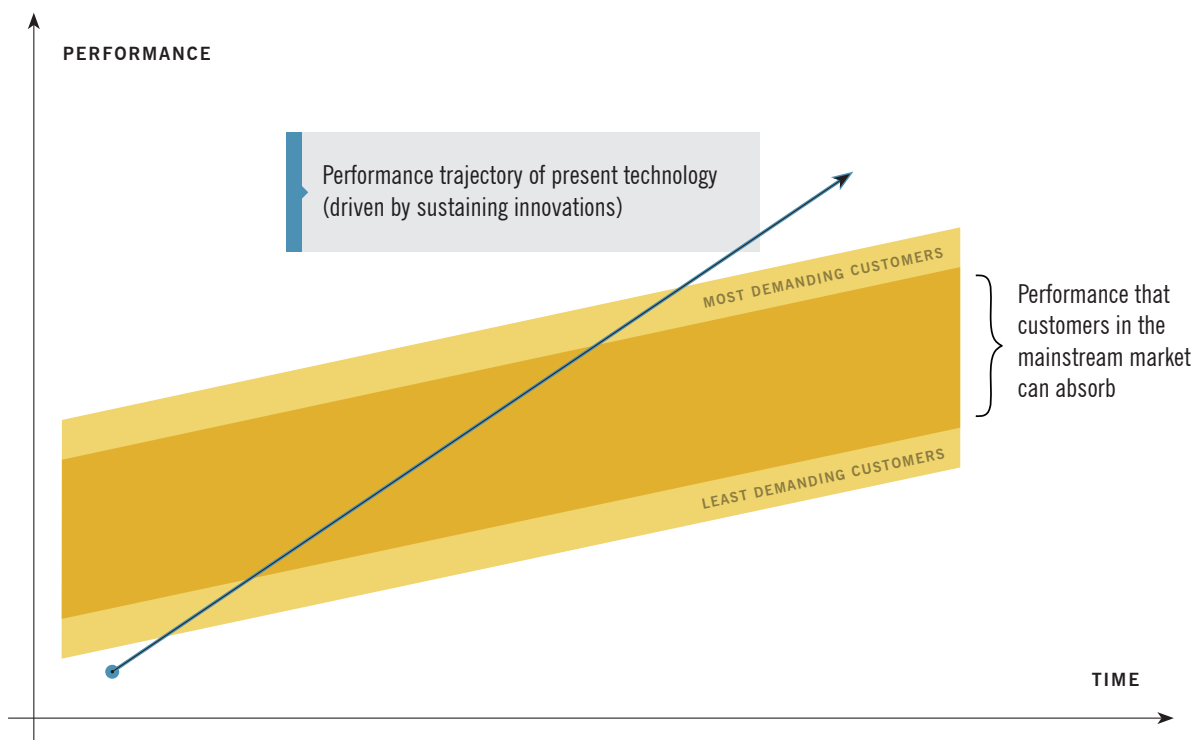 PERFORMANCE
Performance trajectory of present technology
(driven by sustaining innovations)
MOST DEMANDING CUSTOMERS
Performance that
customers in the
mainstream market
can absorb
LEAST DEMANDING CUSTOMERS
TIME